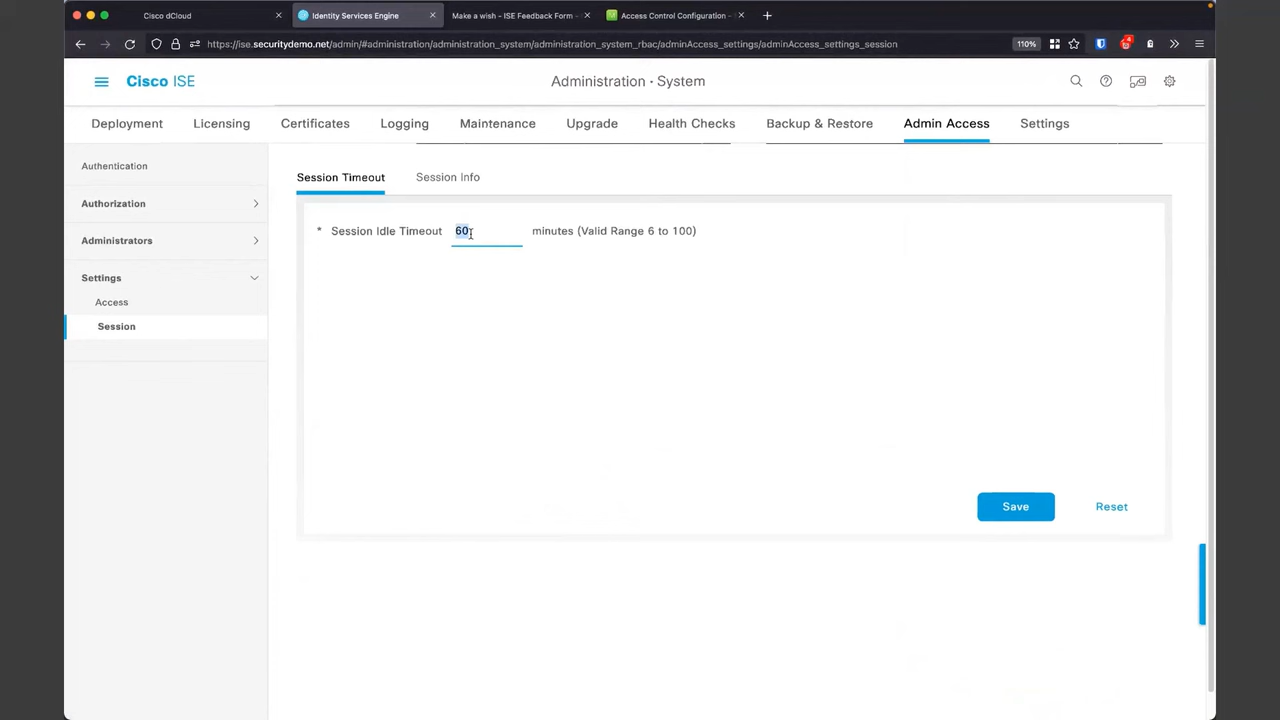 Cisco dCloud
Identity Services Engine
Make a wish - ISE Feedback Form -
Access Control Configuration -
https://ise.securitydemo.net/admin/#administration/administration_system/administration_system_rbac/adminAccess_settings/adminAccess_settings_session
110%
4
Cisco ISE
Administration · System
Deployment
Licensing
Certificates
Logging
Maintenance
Upgrade
Health Checks
Backup & Restore
Admin Access
Settings
Authentication
Authorization
Administrators
Settings
Access
Session
Session Timeout
Session Info
* Session Idle Timeout 60 minutes (Valid Range 6 to 100)
Save
Reset